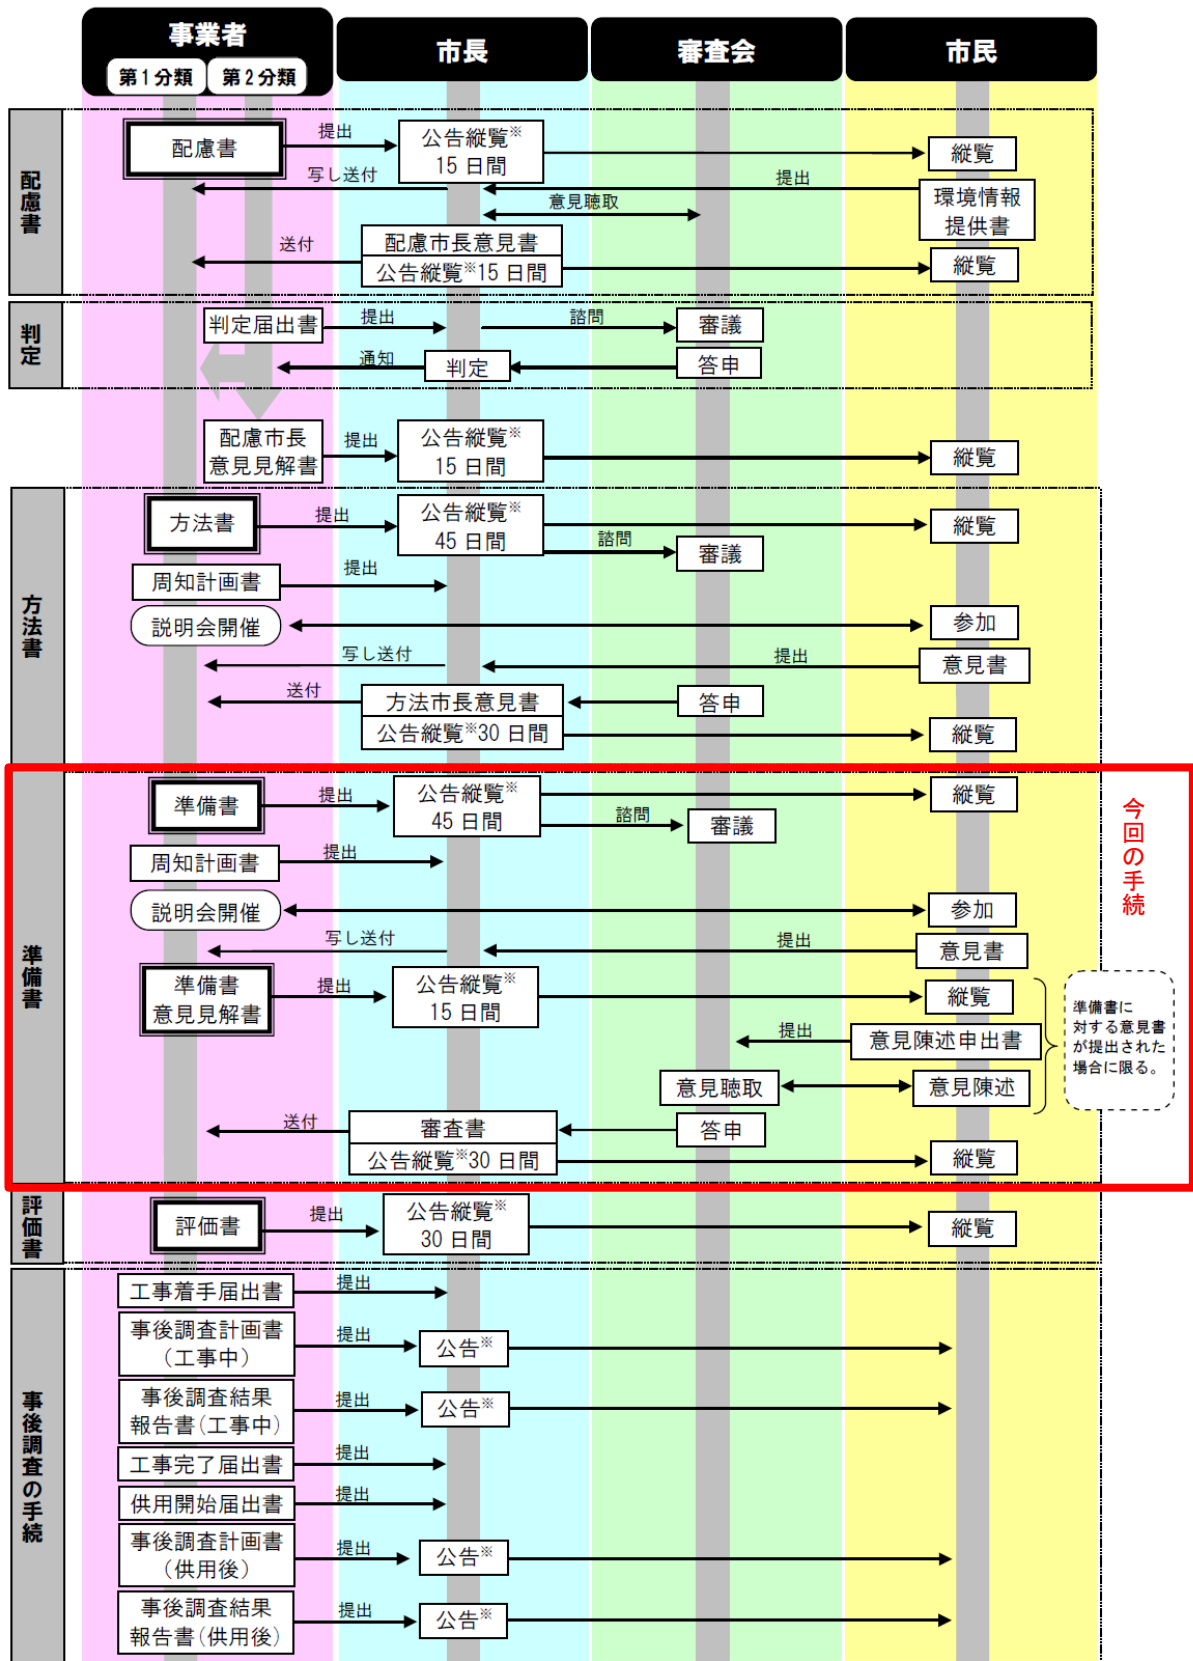 事業者
第1分類 第2分類
市長
審査会
市民
配慮書
配慮書
提出
公告縦覧※
15日間
縦覧
写し送付
提出
環境情報
提供書
意見聴取
送付
配慮市長意見書
公告縦覧※15日間
縦覧
判定
判定届出書
提出
諮問
審議
通知
判定
答申
配慮市長
意見見解書
提出
公告縦覧※
15日間
縦覧
方法書
方法書
提出
公告縦覧※
45日間
縦覧
諮問
審議
周知計画書
提出
説明会開催
参加
写し送付
提出
意見書
送付
方法市長意見書
答申
公告縦覧※30日間
縦覧
今回の手続
準備書
準備書
提出
公告縦覧※
45日間
縦覧
諮問
審議
周知計画書
提出
説明会開催
参加
写し送付
提出
意見書
準備書
意見見解書
提出
公告縦覧※
15日間
縦覧
準備書に
対する意見書
が提出された
場合に限る。
提出
意見陳述申出書
意見聴取
意見陳述
送付
審査書
答申
公告縦覧※30日間
縦覧
評価書
評価書
提出
公告縦覧※
30日間
縦覧
事後調査の手続
工事着手届出書
提出
事後調査計画書
(工事中)
提出
公告※
事後調査結果
報告書(工事中)
提出
公告※
工事完了届出書
提出
供用開始届出書
提出
事後調査計画書
(供用後)
提出
公告※
事後調査結果
報告書(供用後)
提出
公告※